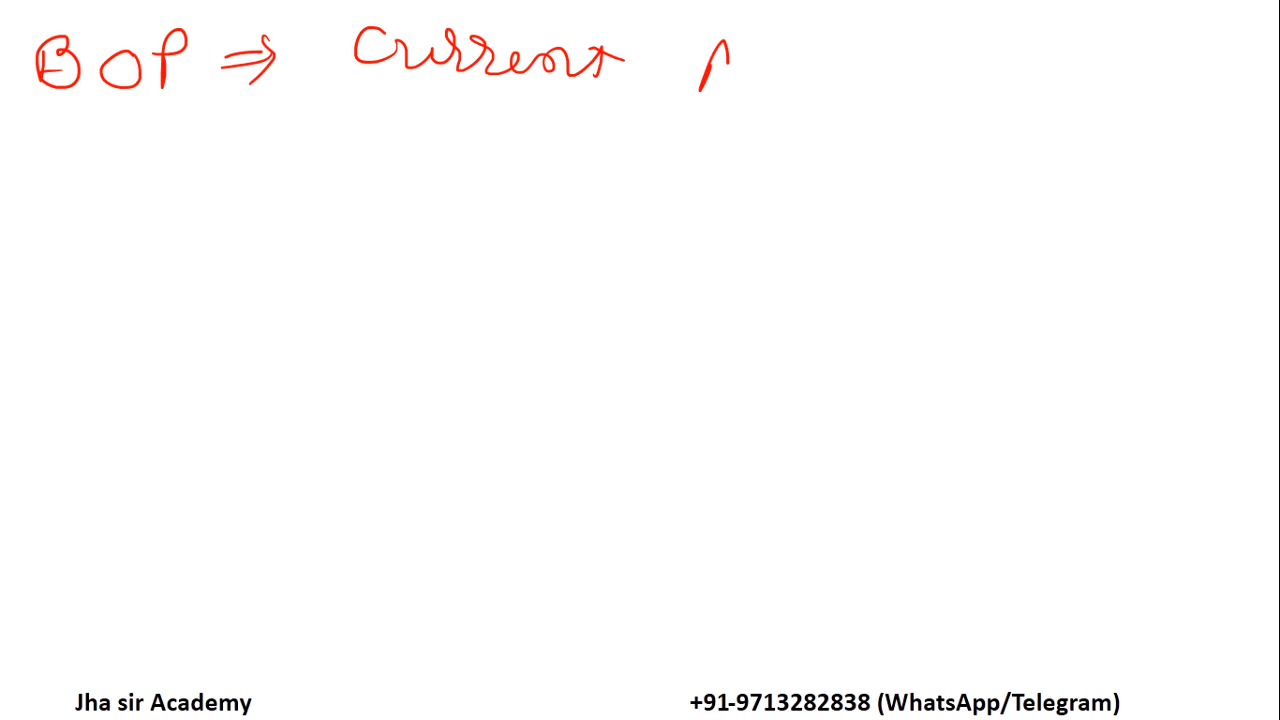 BOP ⇒ Current
Jha sir Academy
+91-9713282838 (WhatsApp/Telegram)